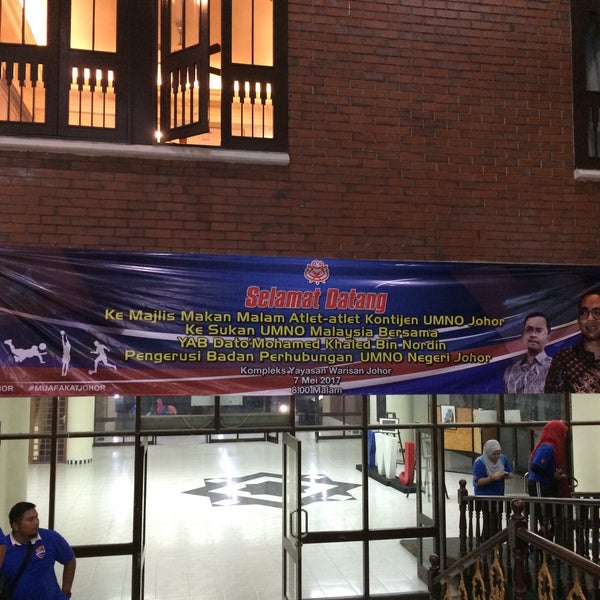 Selamat Datang
Ke Majlis Makan Malam Atlet-atlet Kontijen UMNO Johor
Ke Sukan UMNO Malaysia Bersama
YAB Dato Mohamed Khaled Bin Nordin
Pengerusi Badan Perhubungan UMNO Negeri Johor
Kompleks Yayasan Warisan Johor
7 Mei 2017
8.00 Malam
#MUAFAKATJOHOR